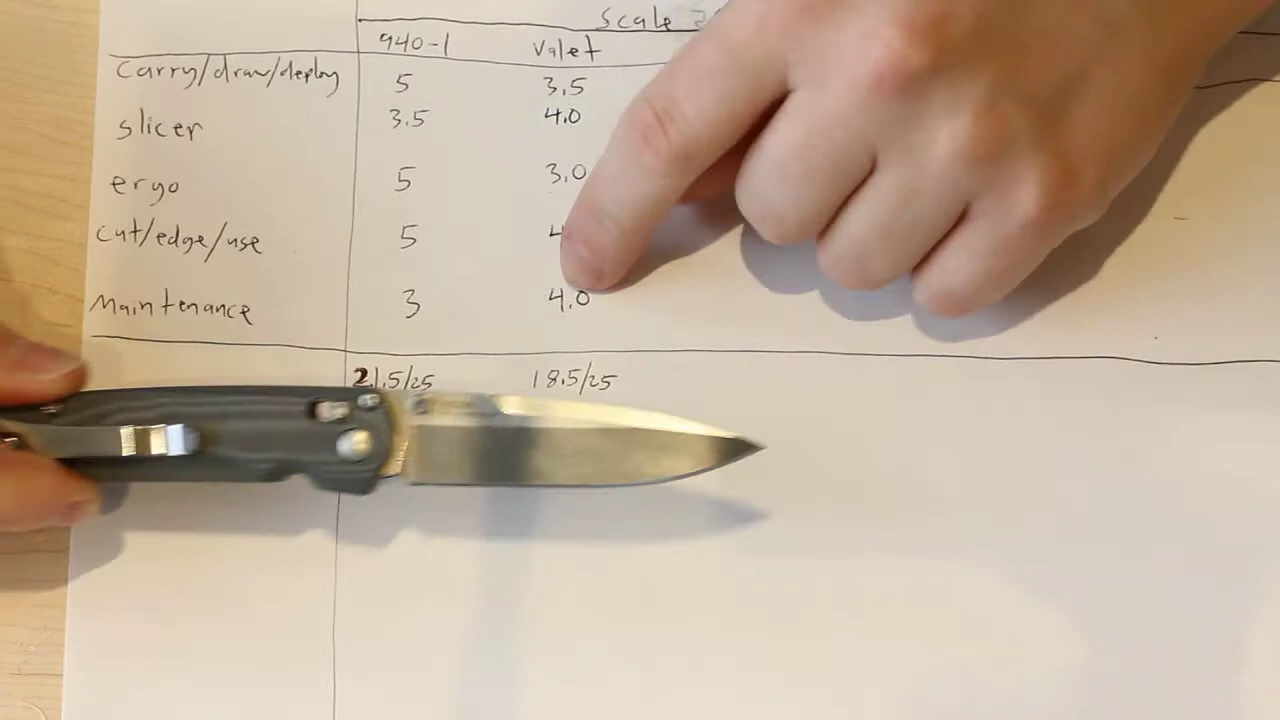 Scale
940-1 Valet
carry/draw/deploy 5 3.5
slicer 3.5 4.0
ergo 5 3.0
cut/edge/use 5 4
Maintenance 3 4.0
21.5/25 18.5/25